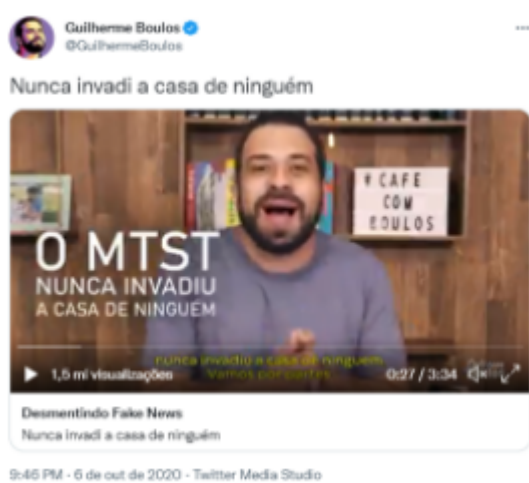 Guilherme Boulos
@GuilhermeBoulos
Nunca invadi a casa de ninguém
# CAFE
COM
BOULOS
O MTST
NUNCA INVADIU
A CASA DE NINGUEM
nunca invadiu a casa de ninguem
Vamos por partes
1,5 mi visualizações
0:27 / 3:34
Desmentindo Fake News
Nunca invadi a casa de ninguém
9:46 PM - 6 de out de 2020 - Twitter Media Studio